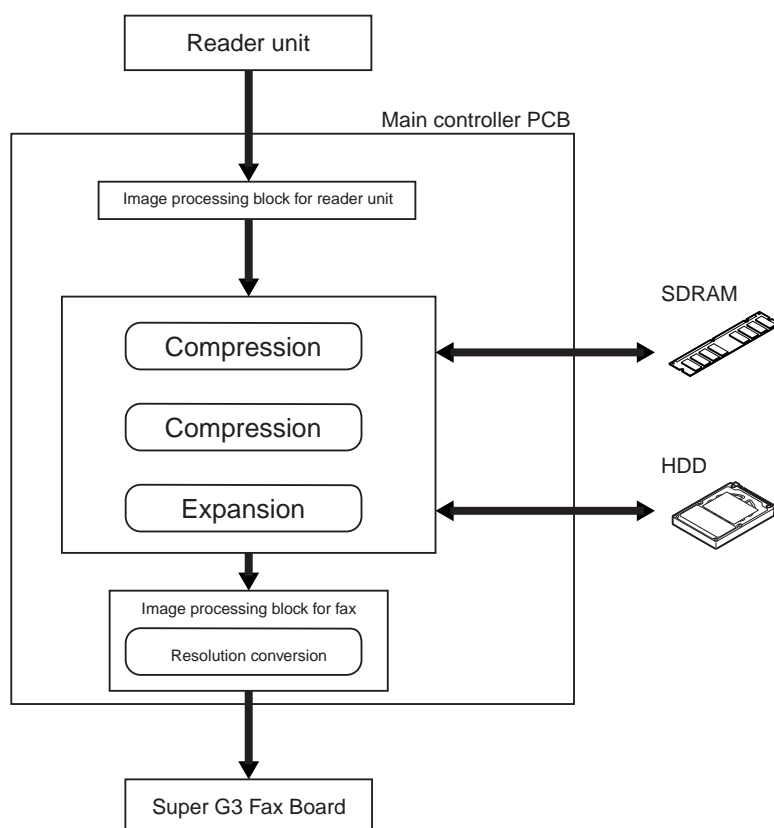 Reader unit
Main controller PCB
Image processing block for reader unit
SDRAM
Compression
Compression
HDD
Expansion
Image processing block for fax
Resolution conversion
Super G3 Fax Board